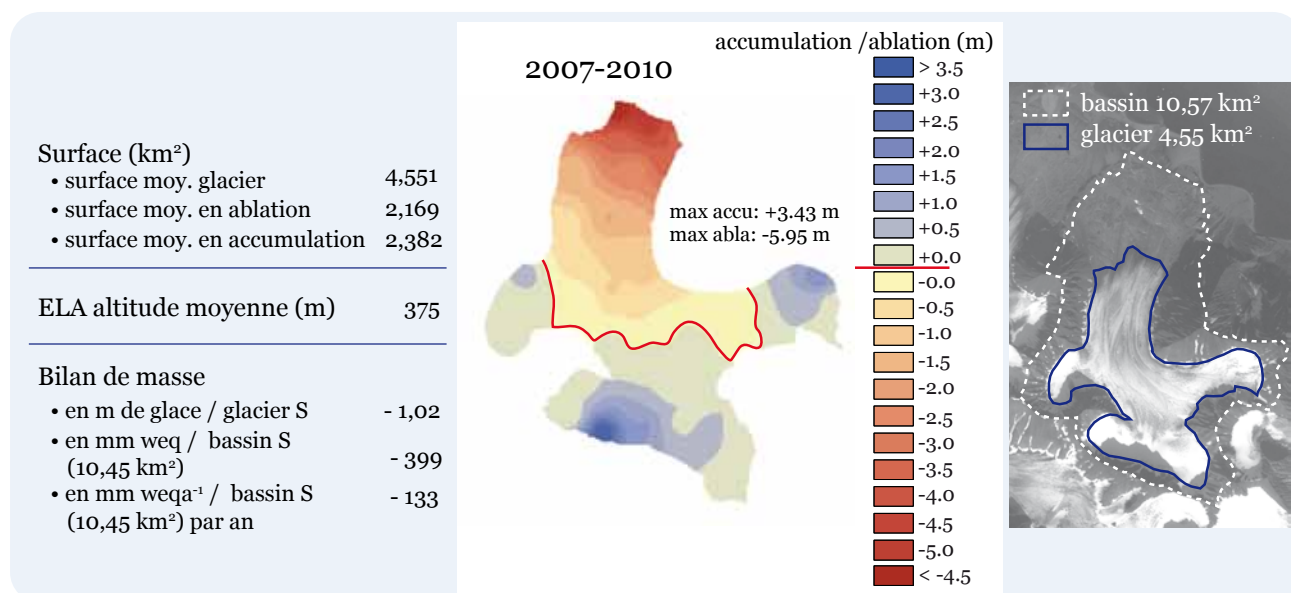 Surface (km²)
• surface moy. glacier 4,551
• surface moy. en ablation 2,169
• surface moy. en accumulation 2,382
ELA altitude moyenne (m) 375
Bilan de masse
• en m de glace / glacier S - 1,02
• en mm weq / bassin S
(10,45 km²) - 399
• en mm weqa⁻¹ / bassin S - 133
(10,45 km²) par an
2007-2010
max accu: +3.43 m
max abla: -5.95 m
accumulation /ablation (m)
> 3.5
+3.0
+2.5
+2.0
+1.5
+1.0
+0.5
+0.0
-0.0
-0.5
-1.0
-1.5
-2.0
-2.5
-3.0
-3.5
-4.0
-4.5
-5.0
< -4.5
bassin 10,57 km²
glacier 4,55 km²